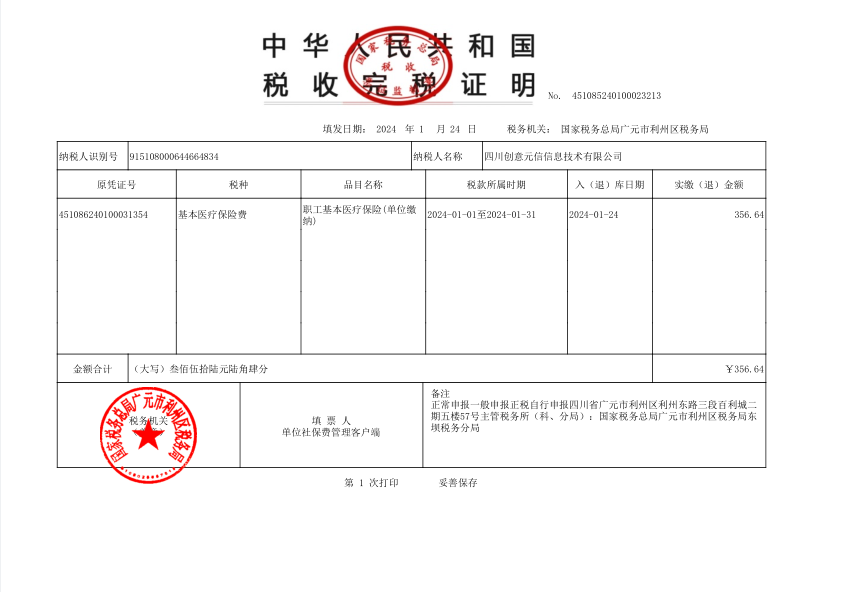 中华人民共和国
税收完税证明
国家税务总局
税收
监制
No. 451085240100023213
填发日期: 2024 年 1 月 24 日 税务机关: 国家税务总局广元市利州区税务局
纳税人识别号 915108000644664834 纳税人名称 四川创意元信信息技术有限公司
原凭证号 税种 品目名称 税款所属时期 入(退)库日期 实缴(退)金额
451086240100031354 基本医疗保险费 职工基本医疗保险(单位缴 2024-01-01至2024-01-31 2024-01-24 356.64
纳)
金额合计 (大写)叁佰伍拾陆元陆角肆分 ¥356.64
国家税务总局广元市利州区税务局
税务机关
填 票 人
单位社保费管理客户端
备注
正常申报一般申报正税自行申报四川省广元市利州区利州东路三段百利城二
期五楼57号主管税务所(科、分局): 国家税务总局广元市利州区税务局东
坝税务分局
第 1 次打印 妥善保存